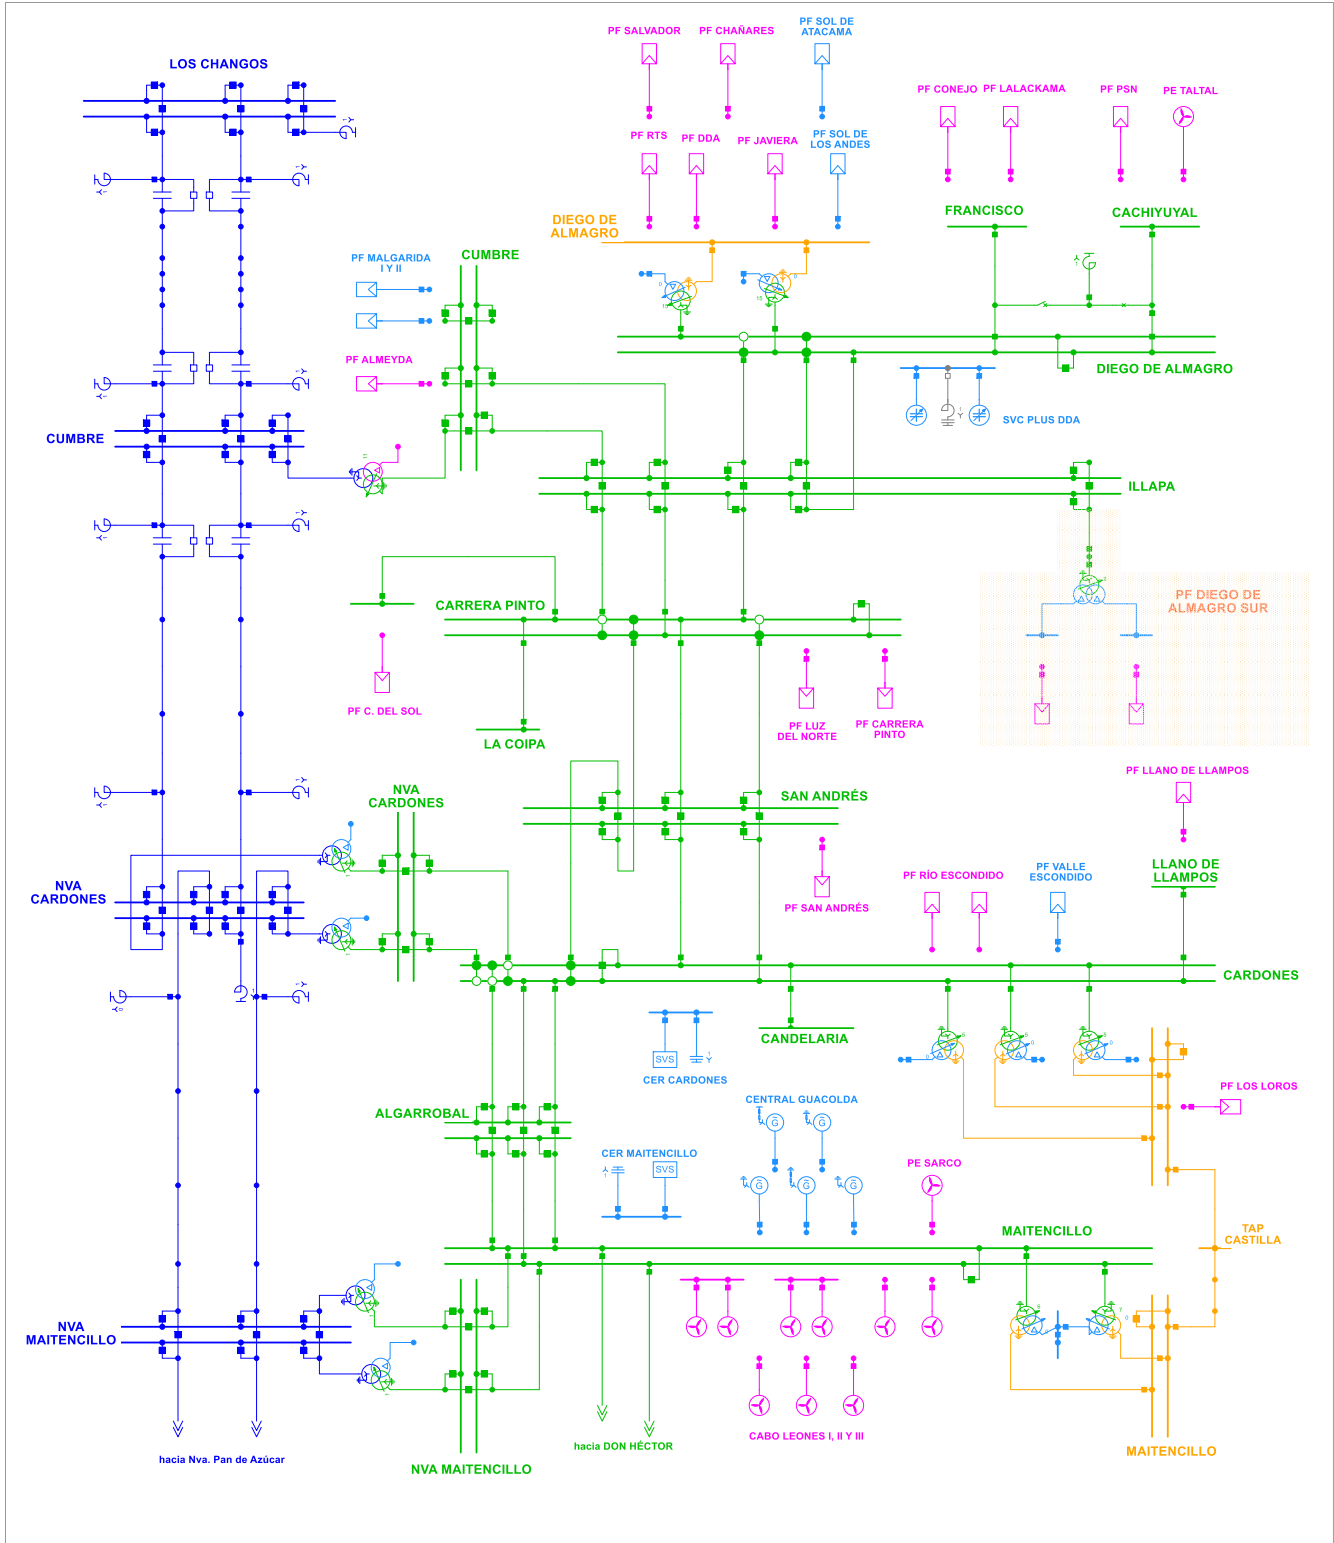 PF SALVADOR
PF CHAÑARES
PF SOL DE
ATACAMA
LOS CHANGOS
PF CONEJO
PF LALACKAMA
PF PSN
PE TALTAL
PF RTS
PF DDA
PF JAVIERA
PF SOL DE
LOS ANDES
DIEGO DE
ALMAGRO
FRANCISCO
CACHIYUYAL
CUMBRE
PF MALGARIDA
I Y II
PF ALMEYDA
DIEGO DE ALMAGRO
SVC PLUS DDA
CUMBRE
ILLAPA
CARRERA PINTO
PF DIEGO DE
ALMAGRO SUR
PF C. DEL SOL
PF LUZ
DEL NORTE
PF CARRERA
PINTO
LA COIPA
PF LLANO DE LLAMPOS
NVA
CARDONES
SAN ANDRÉS
LLANO DE
LLAMPOS
PF VALLE
ESCONDIDO
PF RÍO ESCONDIDO
NVA
CARDONES
PF SAN ANDRÉS
CARDONES
CANDELARIA
SVS
CER CARDONES
PF LOS LOROS
CENTRAL GUACOLDA
ALGARROBAL
G
G
CER MAITENCILLO
SVS
PE SARCO
G
G
G
MAITENCILLO
TAP
CASTILLA
NVA
MAITENCILLO
CABO LEONES I, II Y III
hacia DON HÉCTOR
MAITENCILLO
hacia Nva. Pan de Azúcar
NVA MAITENCILLO